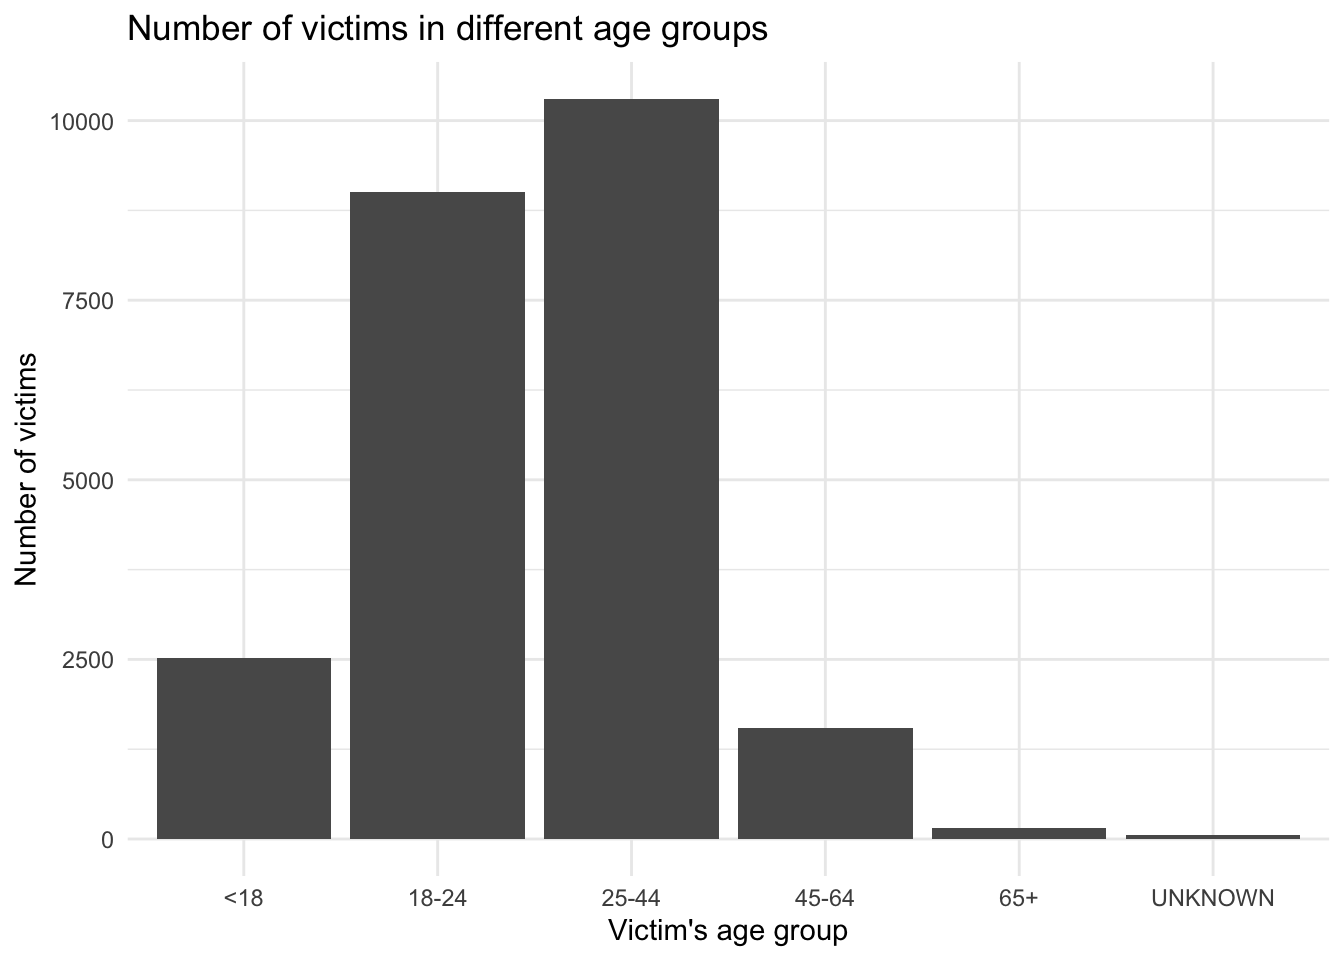 Number of victims in different age groups
Number of victims
10000
7500
5000
2500
0
<18
18-24
25-44
45-64
65+
UNKNOWN
Victim's age group